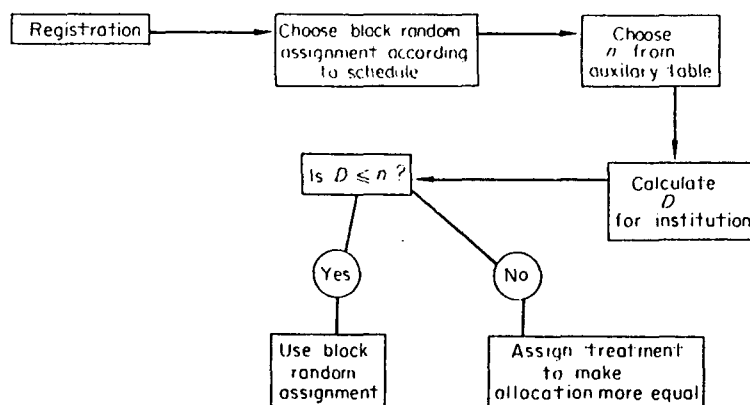 Registration
Choose block random
assignment according
to schedule
Choose
n from
auxilary table
Is D ⩽ n ?
Calculate
D
for institution
Yes
No
Use block
random
assignment
Assign treatment
to make
allocation more equal